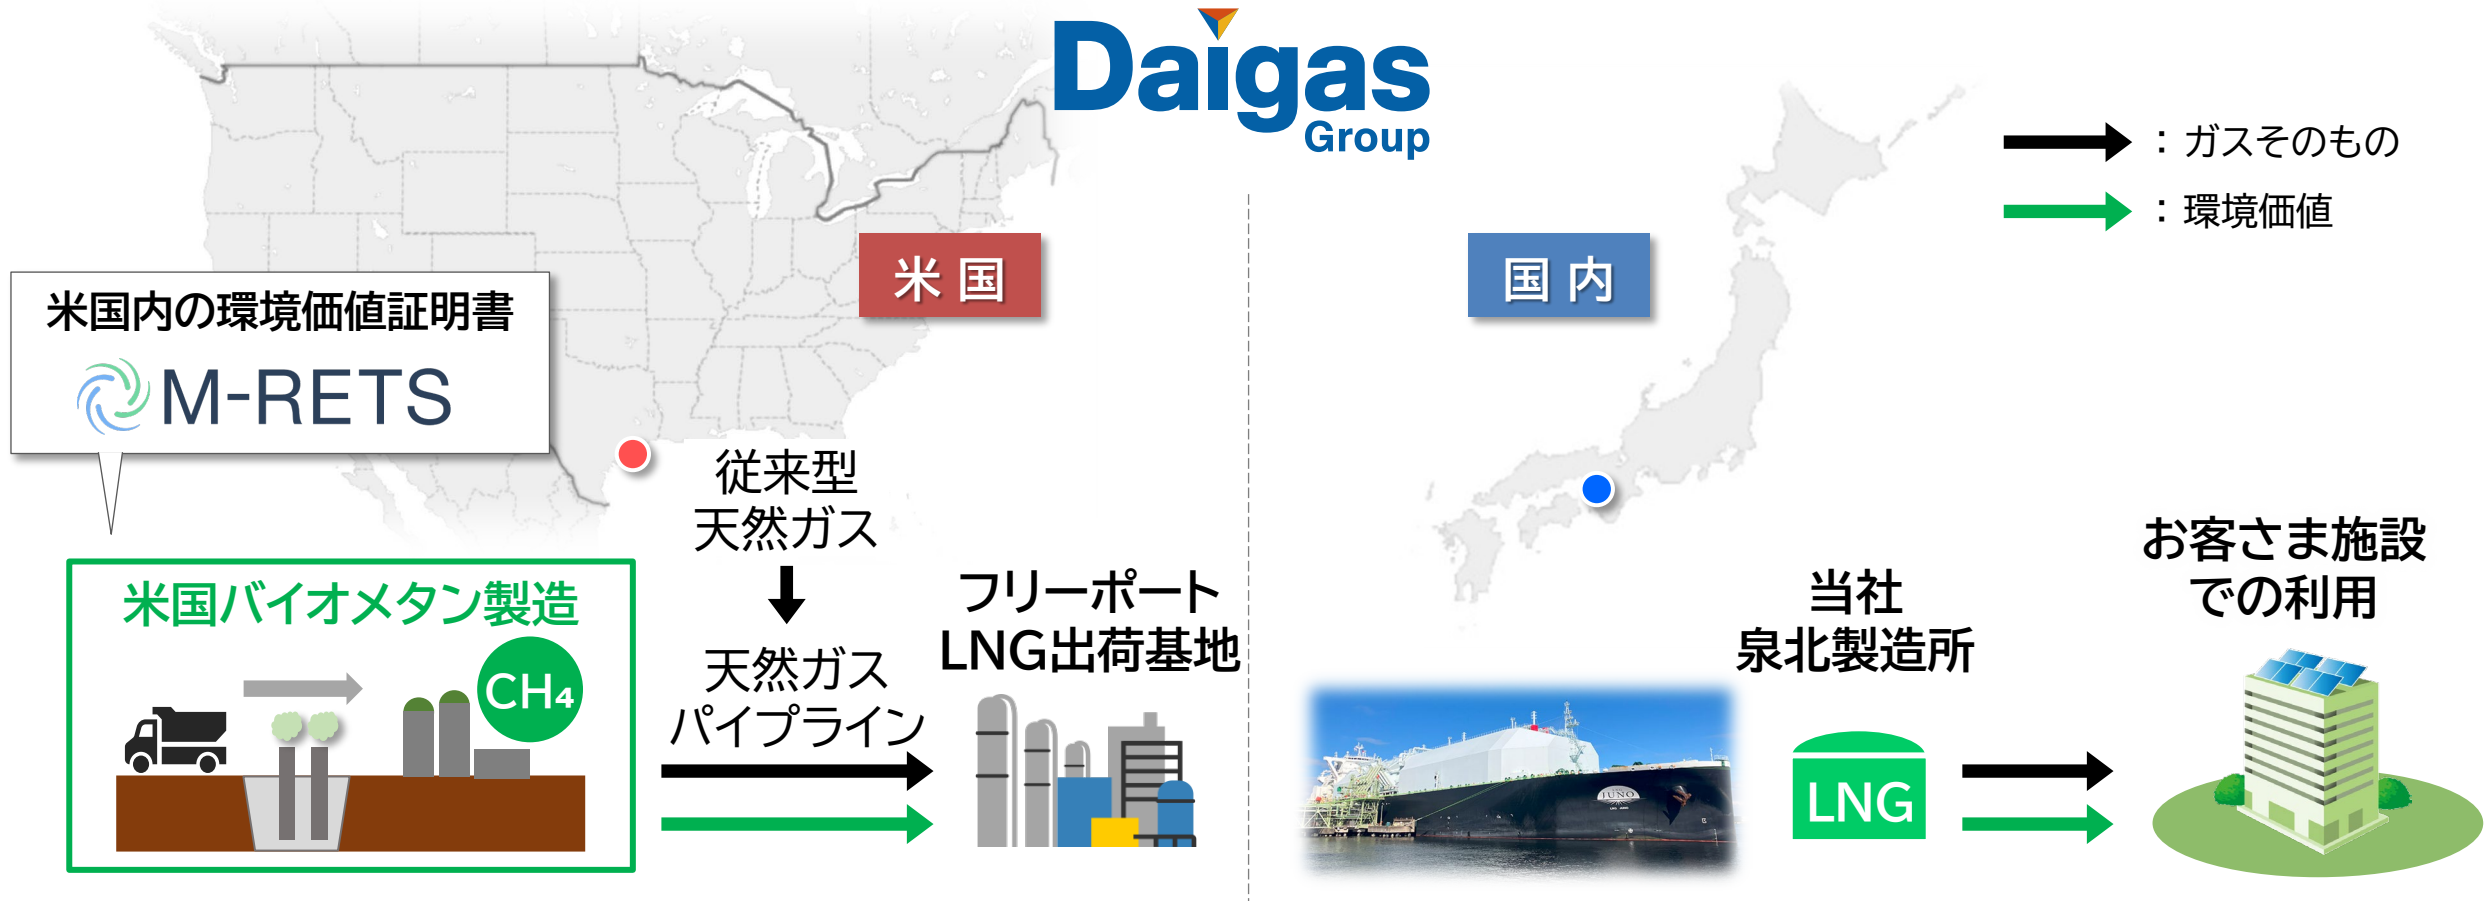 Daigas
Group
：ガスそのもの
：環境価値
米国
国内
米国内の環境価値証明書
M-RETS
従来型
天然ガス
米国バイオメタン製造
CH₄
天然ガス
パイプライン
フリーポート
LNG出荷基地
JUNO
当社
泉北製造所
LNG
お客さま施設
での利用